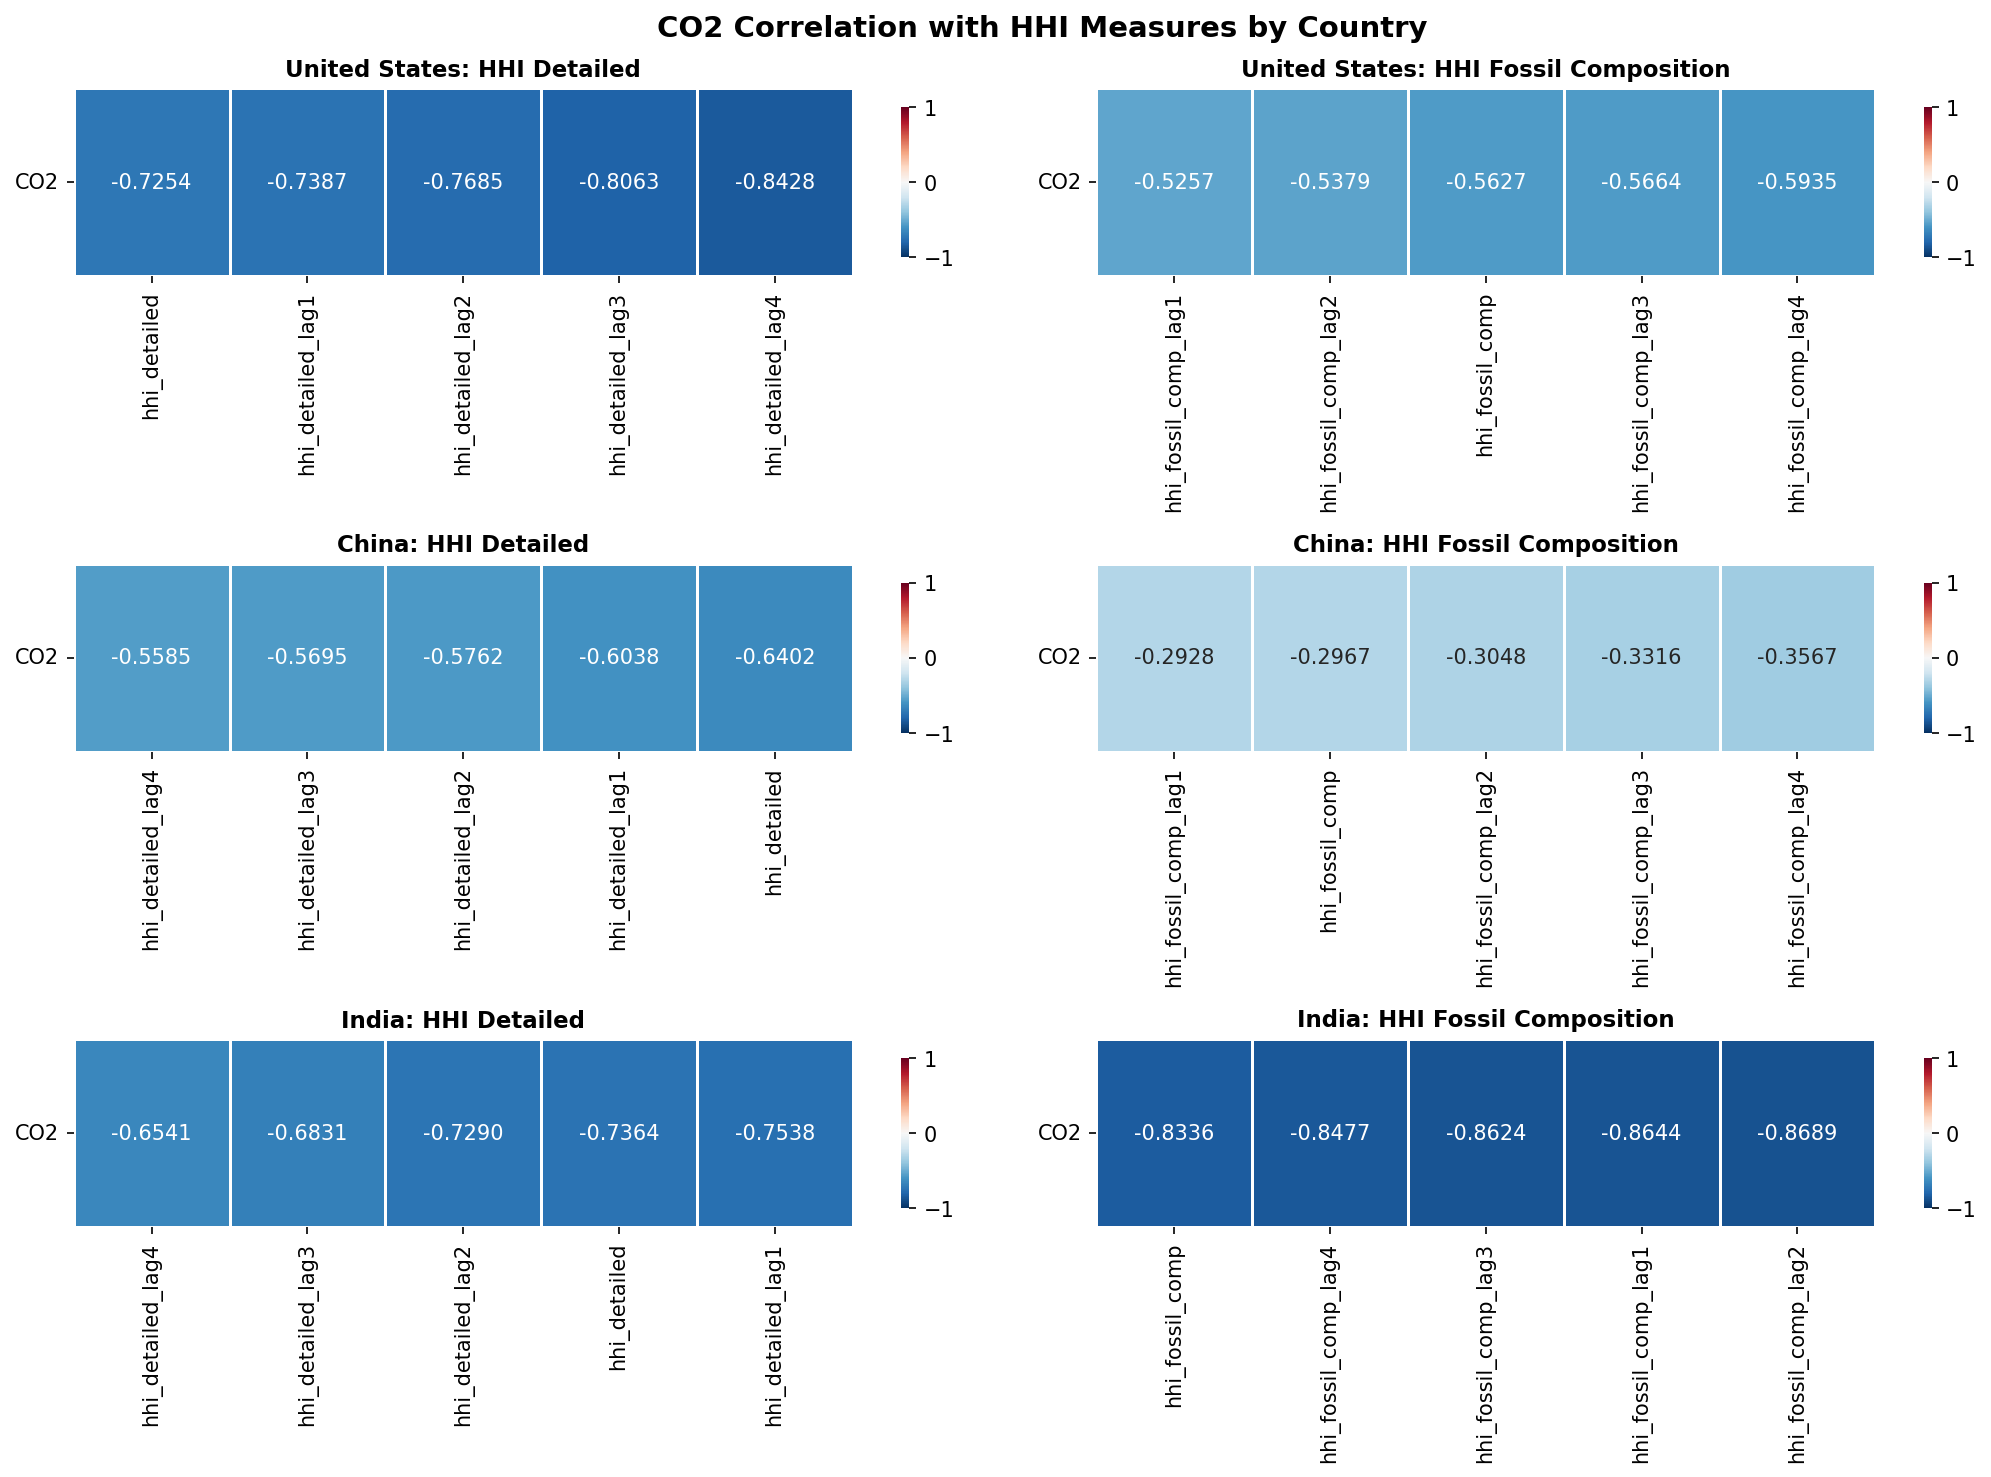 CO2 Correlation with HHI Measures by Country
United States: HHI Detailed
CO2
-0.7254
-0.7387
-0.7685
-0.8063
-0.8428
1
0
−1
hhi_detailed
hhi_detailed_lag1
hhi_detailed_lag2
hhi_detailed_lag3
hhi_detailed_lag4
United States: HHI Fossil Composition
CO2
-0.5257
-0.5379
-0.5627
-0.5664
-0.5935
1
0
−1
hhi_fossil_comp_lag1
hhi_fossil_comp_lag2
hhi_fossil_comp
hhi_fossil_comp_lag3
hhi_fossil_comp_lag4
China: HHI Detailed
CO2
-0.5585
-0.5695
-0.5762
-0.6038
-0.6402
1
0
−1
hhi_detailed_lag4
hhi_detailed_lag3
hhi_detailed_lag2
hhi_detailed_lag1
hhi_detailed
China: HHI Fossil Composition
CO2
-0.2928
-0.2967
-0.3048
-0.3316
-0.3567
1
0
−1
hhi_fossil_comp_lag1
hhi_fossil_comp
hhi_fossil_comp_lag2
hhi_fossil_comp_lag3
hhi_fossil_comp_lag4
India: HHI Detailed
CO2
-0.6541
-0.6831
-0.7290
-0.7364
-0.7538
1
0
−1
hhi_detailed_lag4
hhi_detailed_lag3
hhi_detailed_lag2
hhi_detailed
hhi_detailed_lag1
India: HHI Fossil Composition
CO2
-0.8336
-0.8477
-0.8624
-0.8644
-0.8689
1
0
−1
hhi_fossil_comp
hhi_fossil_comp_lag4
hhi_fossil_comp_lag3
hhi_fossil_comp_lag1
hhi_fossil_comp_lag2